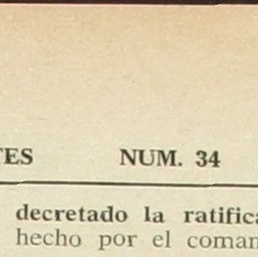 TES NUM. 34
decretado la ratifica
hecho por el coman